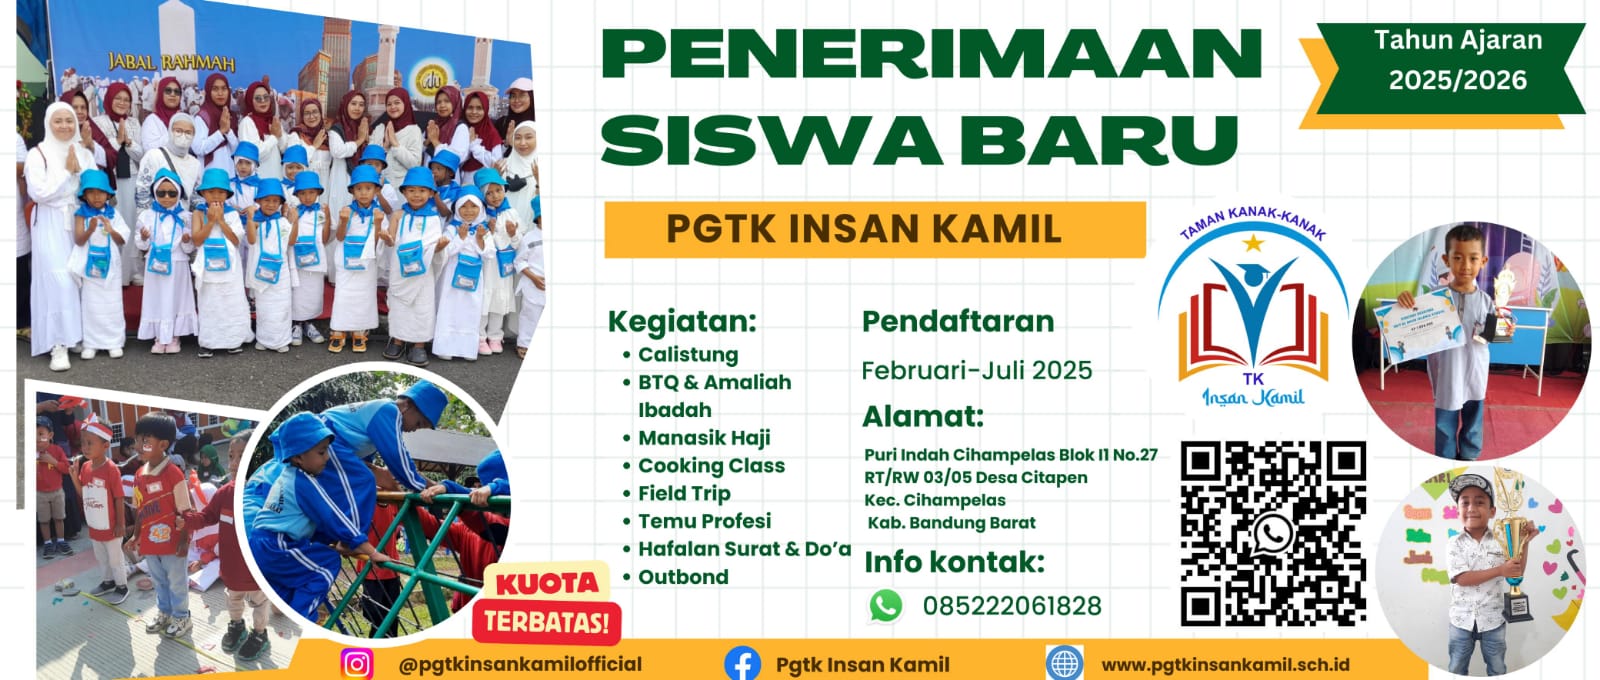 JABAL RAHMAH
PENERIMAAN
SISWA BARU
Tahun Ajaran
2025/2026
PGTK INSAN KAMIL
TAMAN KANAK-KANAK
TK
Insan Kamil
Kegiatan:
• Calistung
• BTQ & Amaliah
Ibadah
• Manasik Haji
• Cooking Class
• Field Trip
• Temu Profesi
• Hafalan Surat & Do’a
• Outbond
Pendaftaran
Februari-Juli 2025
Alamat:
Puri Indah Cihampelas Blok I1 No.27
RT/RW 03/05 Desa Citapen
Kec. Cihampelas
Kab. Bandung Barat
Info kontak:
085222061828
KUOTA
TERBATAS!
@pgtkinsankamilofficial
Pgtk Insan Kamil
www.pgtkinsankamil.sch.id